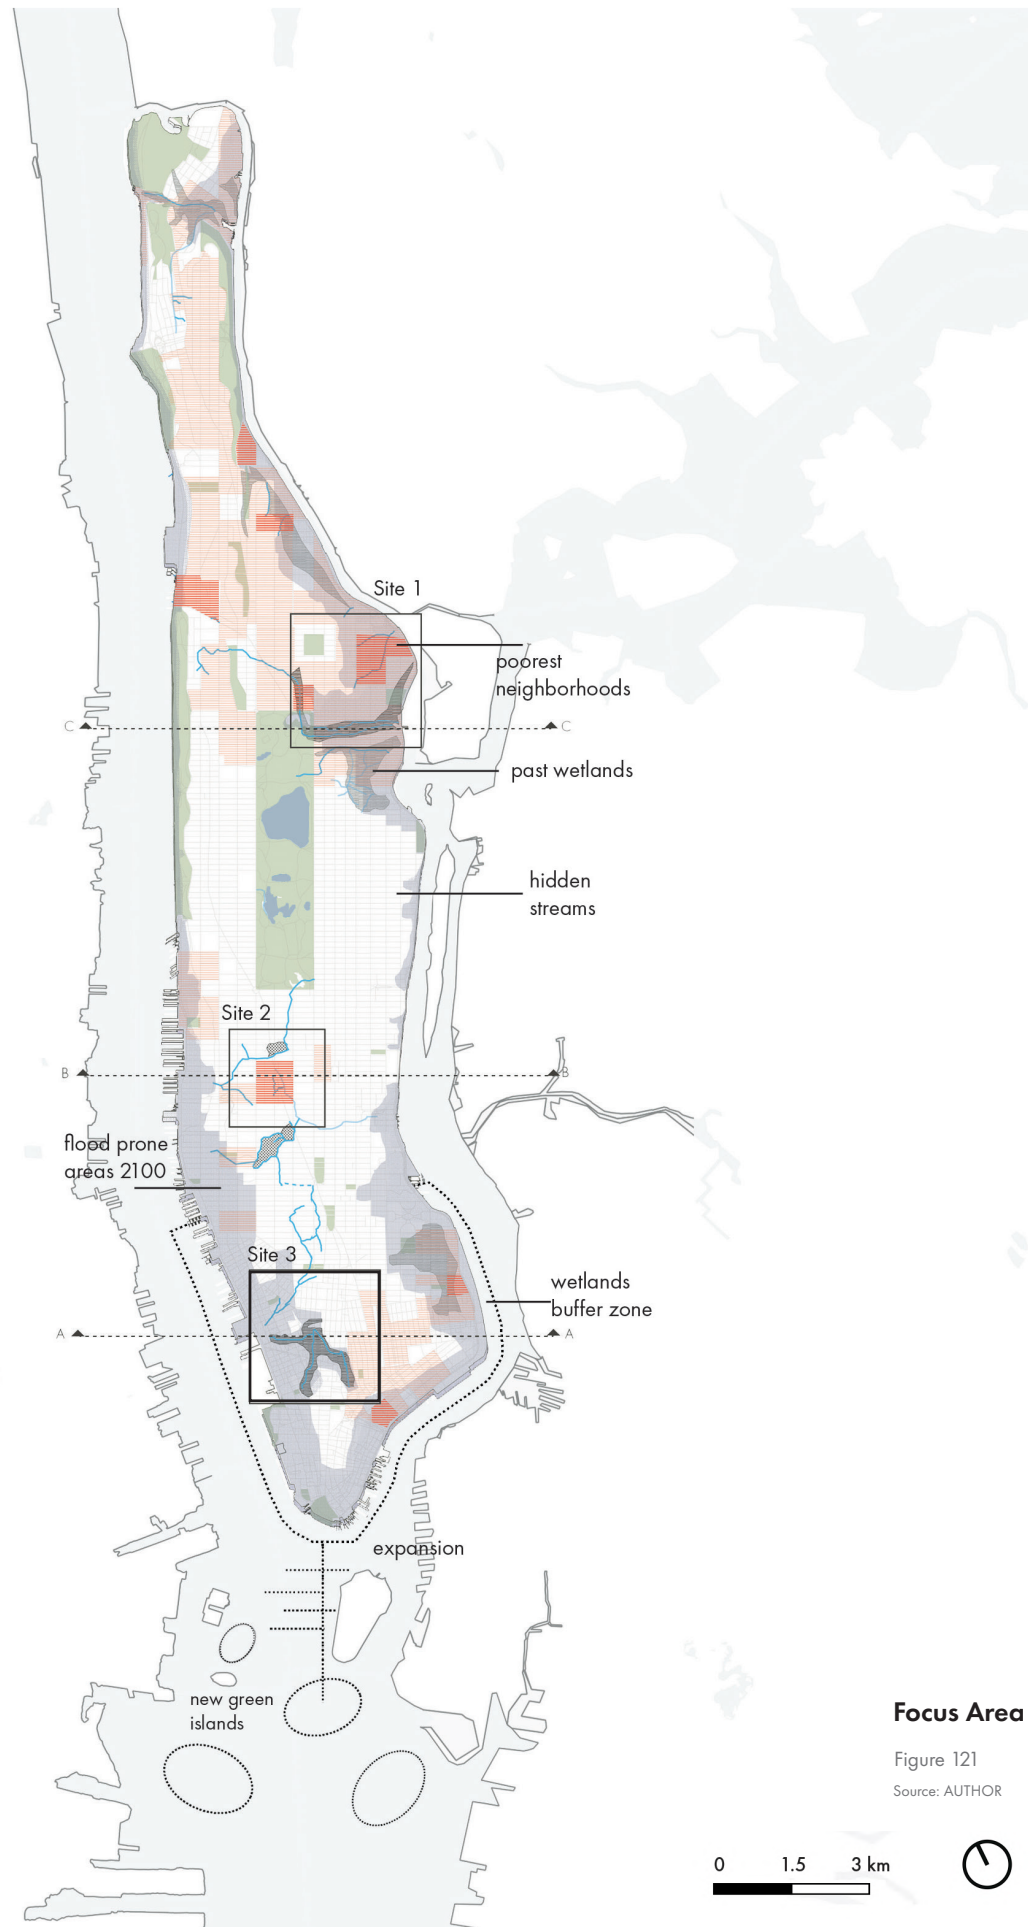 Site 1
poorest
neighborhoods
C
C
past wetlands
hidden
streams
Site 2
B
B
flood prone
areas 2100
Site 3
wetlands
buffer zone
A
A
expansion
new green
islands
Focus Area
Figure 121
Source: AUTHOR
0 1.5 3 km